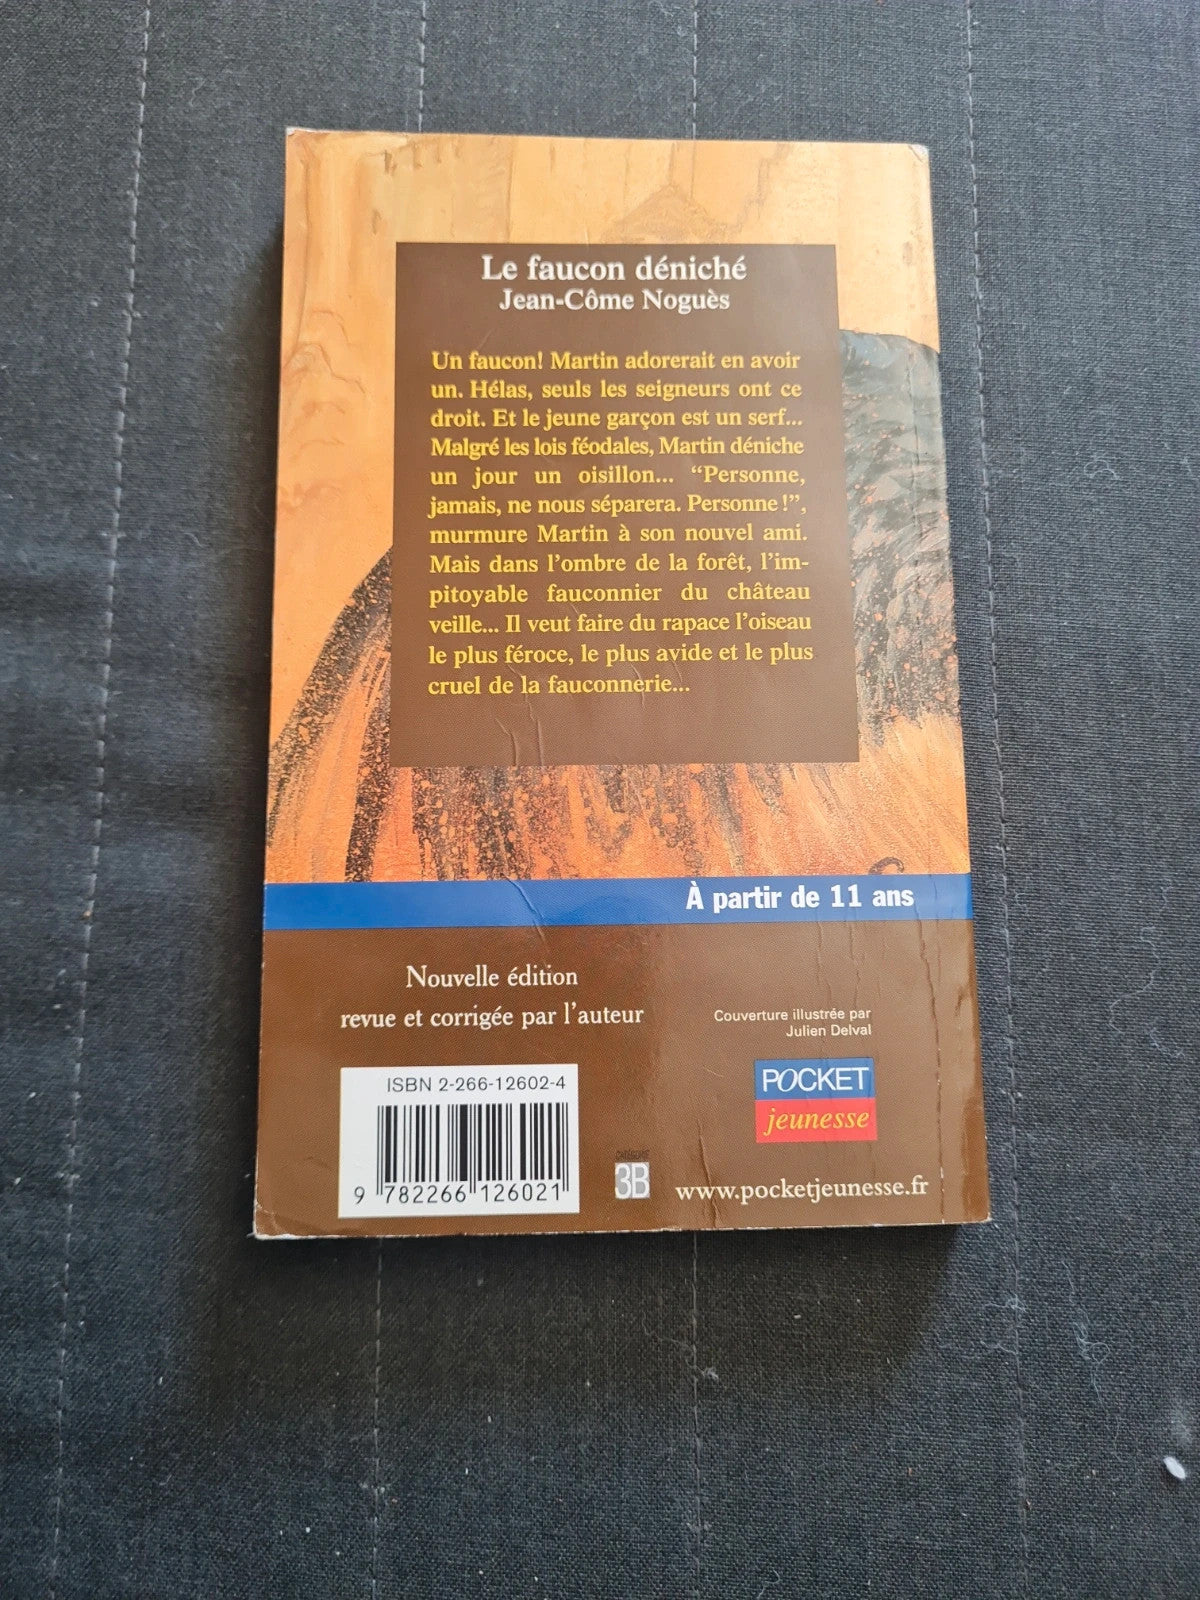 Le faucon déniché
Jean-Côme Noguès
Un faucon! Martin adorerait en avoir
un. Hélas, seuls les seigneurs ont ce
droit. Et le jeune garçon est un serf...
Malgré les lois féodales, Martin déniche
un jour un oisillon... “Personne,
jamais, ne nous séparera. Personne !”,
murmure Martin à son nouvel ami.
Mais dans l’ombre de la forêt, l’im-
pitoyable fauconnier du château
veille... Il veut faire du rapace l’oiseau
le plus féroce, le plus avide et le plus
cruel de la fauconnerie...
À partir de 11 ans
Nouvelle édition
revue et corrigée par l’auteur
Couverture illustrée par
Julien Delval
ISBN 2-266-12602-4
9 782266 126021
CATÉGORIE
3B
POCKET
jeunesse
www.pocketjeunesse.fr